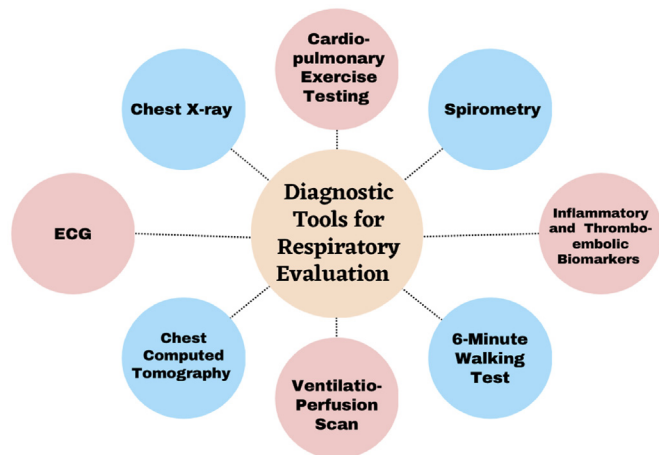 Cardio-
pulmonary
Exercise
Testing
Chest X-ray
Spirometry
Diagnostic
Tools for
Respiratory
Evaluation
ECG
Inflammatory
and Thrombo-
embolic
Biomarkers
Chest
Computed
Tomography
6-Minute
Walking
Test
Ventilatio-
Perfusion
Scan